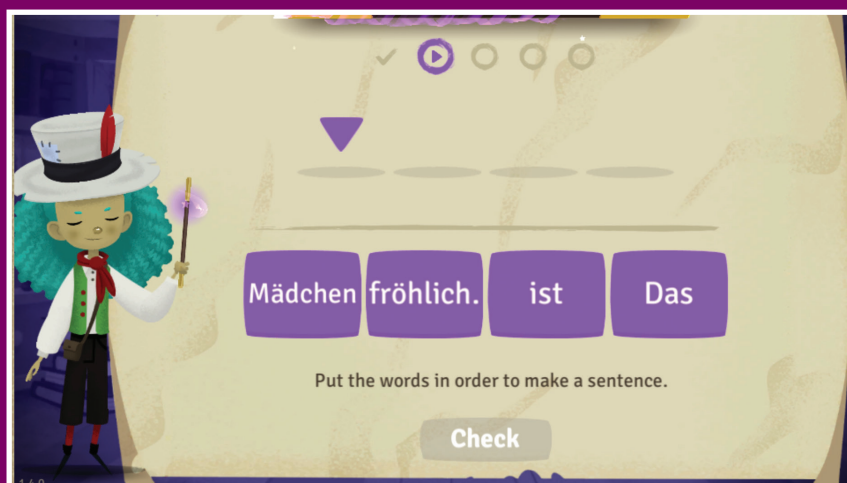 Mädchen fröhlich. ist Das
Put the words in order to make a sentence.
Check